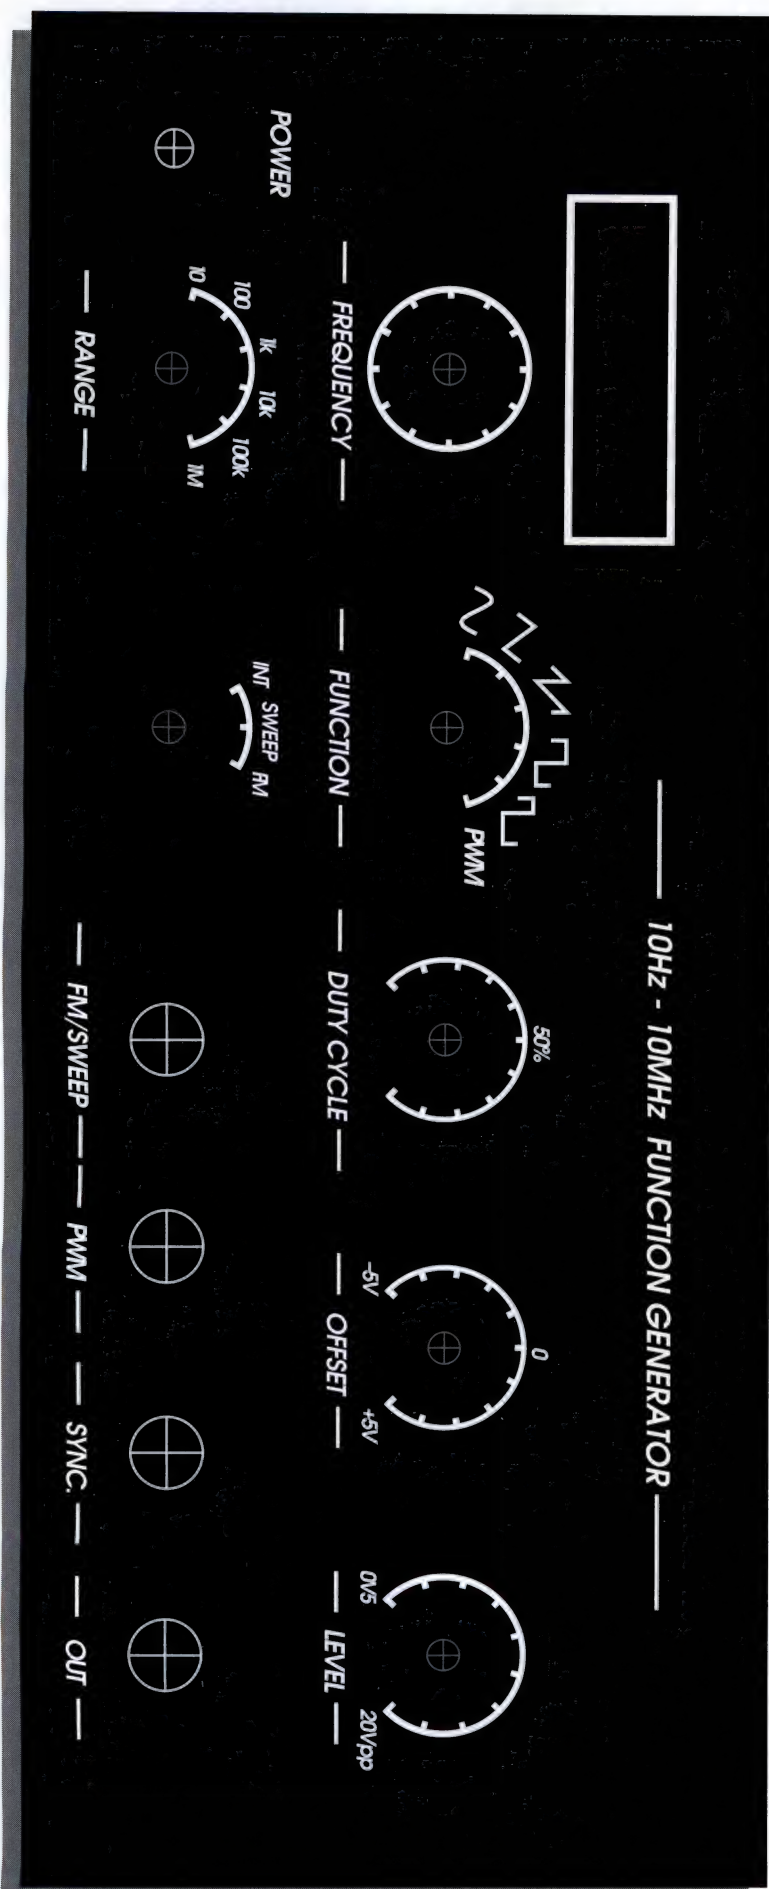 10Hz - 10MHz FUNCTION GENERATOR
50%
0
PWM
-5V
+5V
0V5
20Vpp
FREQUENCY
FUNCTION
DUTY CYCLE
OFFSET
LEVEL
POWER
10
100
1k
10k
100k
1M
INT
SWEEP
FM
RANGE
FM/SWEEP
PWM
SYNC.
OUT